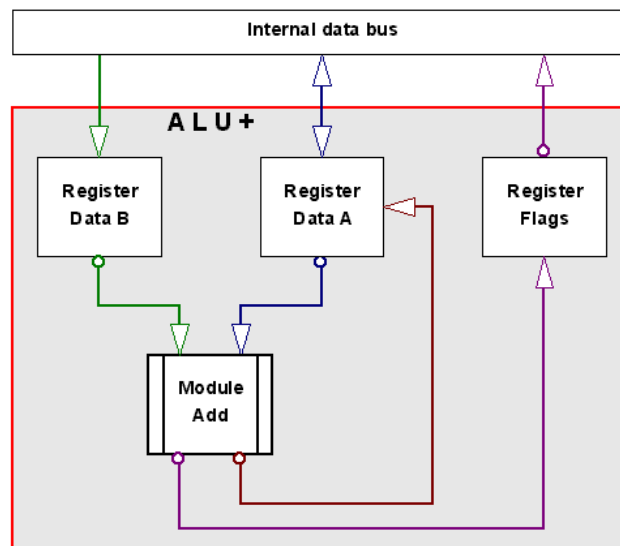 Internal data bus
A L U +
Register
Data B
Register
Data A
Register
Flags
Module
Add